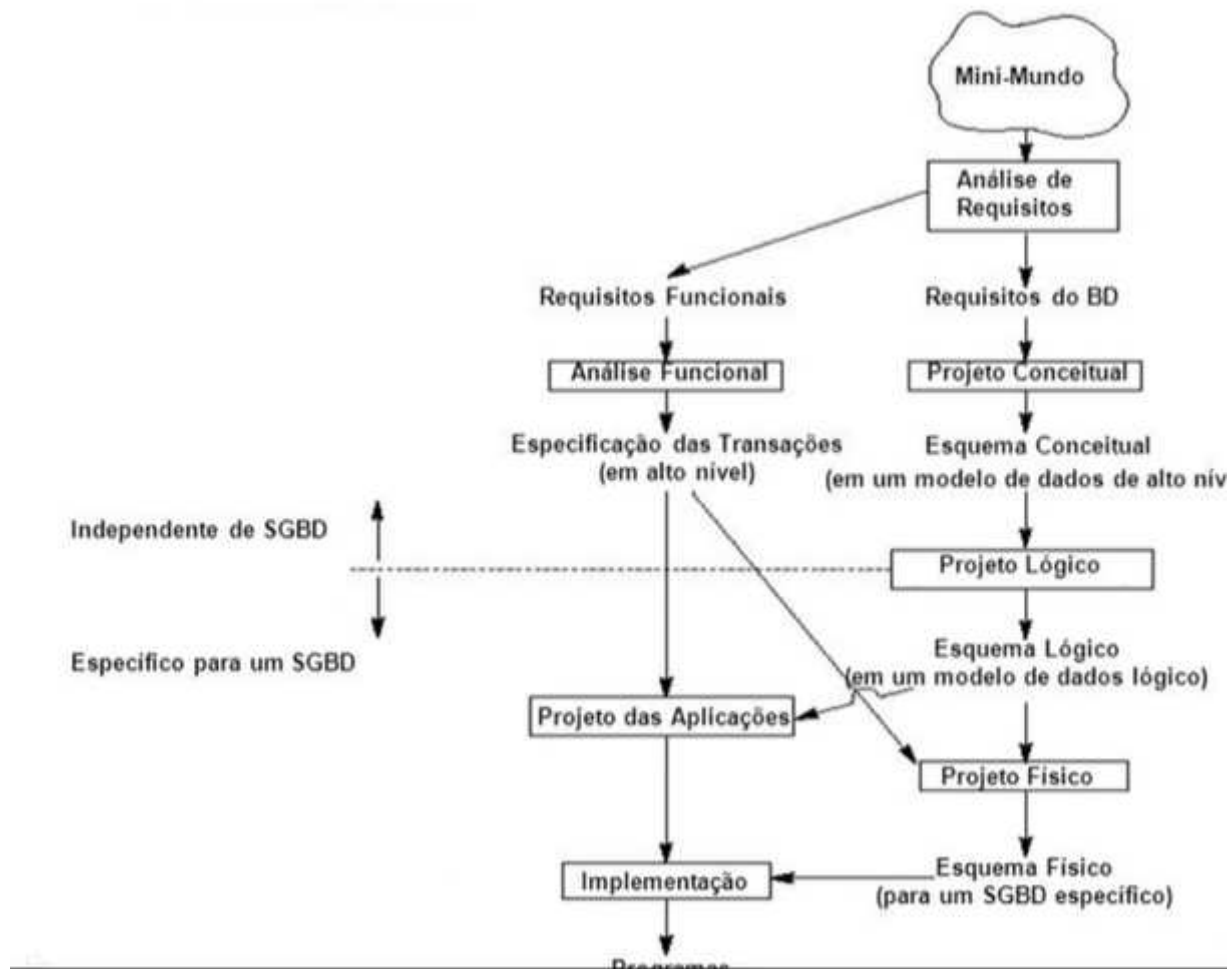 Mini-Mundo
Análise de
Requisitos
Requisitos Funcionais
Requisitos do BD
Análise Funcional
Projeto Conceitual
Especificação das Transações
(em alto nível)
Esquema Conceitual
(em um modelo de dados de alto nív
Independente de SGBD
Projeto Lógico
Específico para um SGBD
Esquema Lógico
(em um modelo de dados lógico)
Projeto das Aplicações
Projeto Físico
Implementação
Esquema Físico
(para um SGBD específico)
Programas